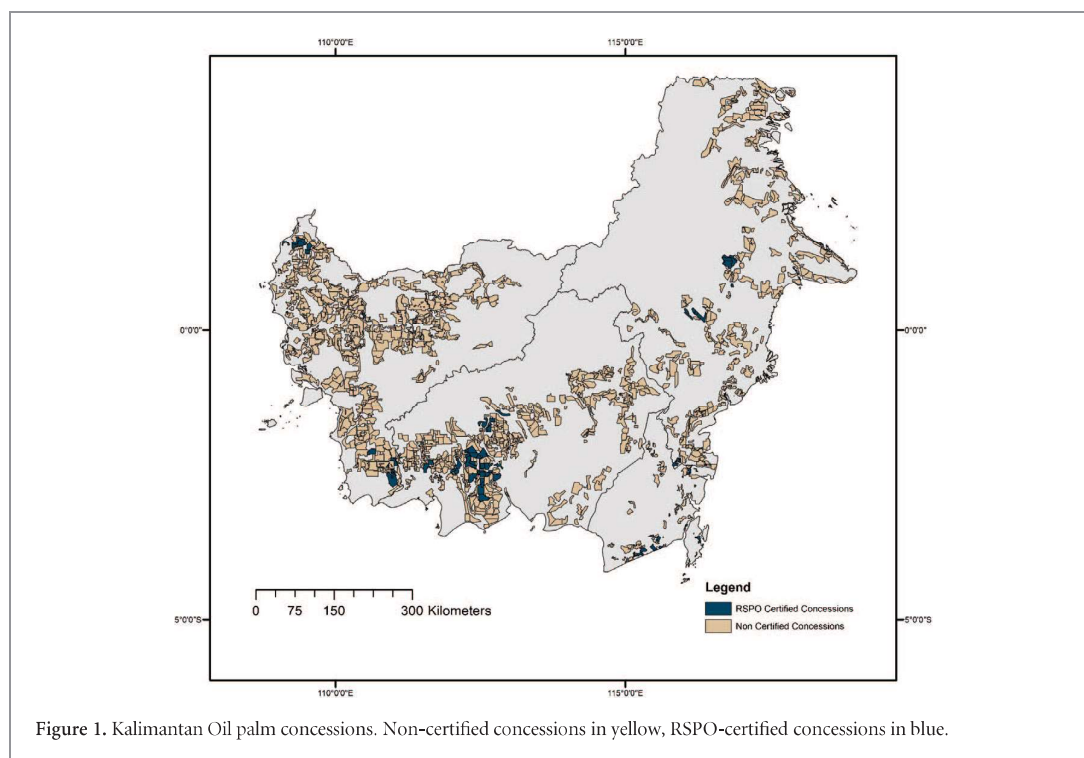 110°0'0"E 115°0'0"E
0°0'0" 0°0'0"
0 75 150 300 Kilometers
Legend
RSPO Certified Concessions
Non Certified Concessions
5°0'0"S 5°0'0"S
110°0'0"E 115°0'0"E
Figure 1. Kalimantan Oil palm concessions. Non-certified concessions in yellow, RSPO-certified concessions in blue.